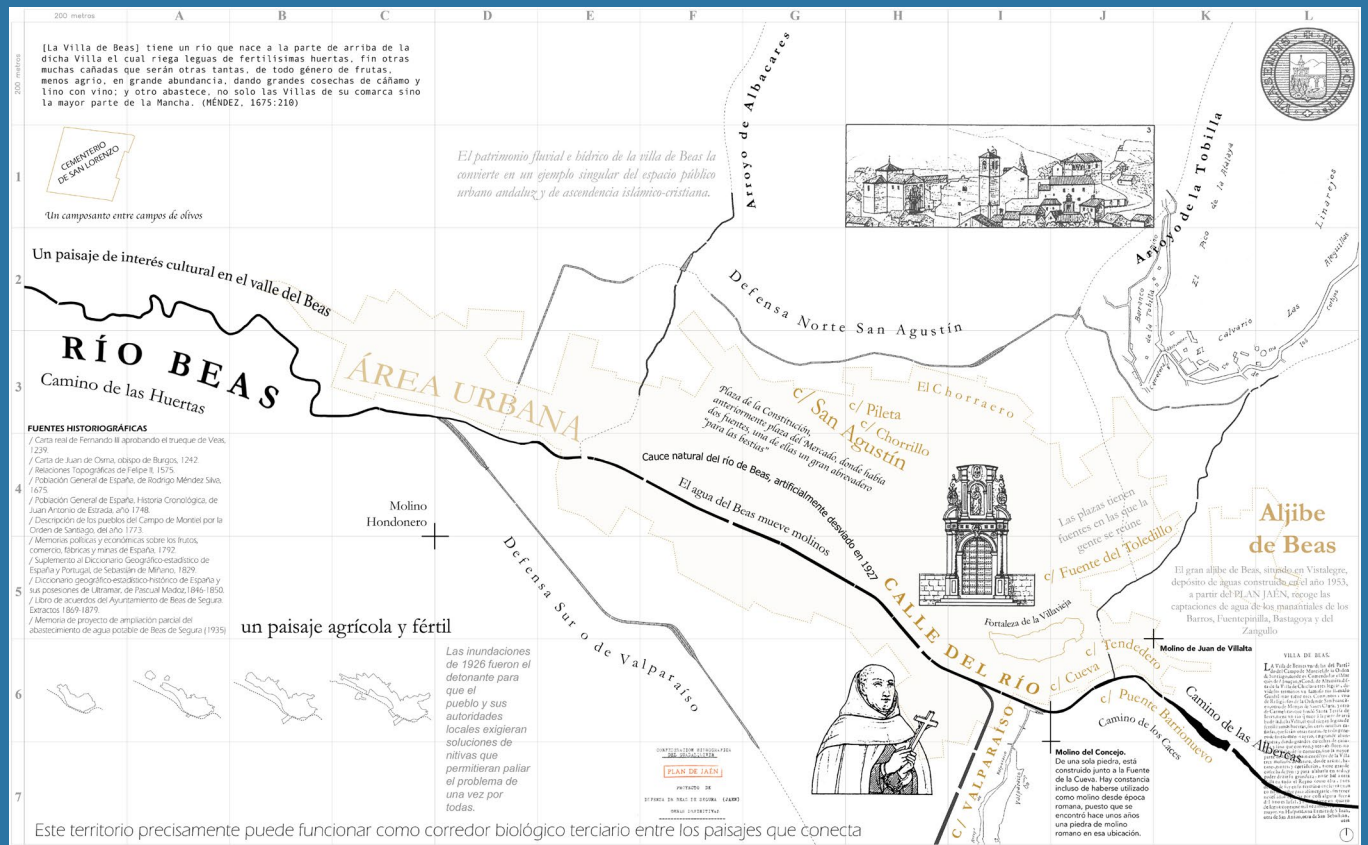 200 metros
A B C D E F G H I J K L
200 metros
1
2
3
4
5
6
7
[La Villa de Beas] tiene un río que nace a la parte de arriba de la
dicha Villa el cual riega leguas de fertilísimas huertas, fin otras
muchas cañadas que serán otras tantas, de todo género de frutas,
menos agrio, en grande abundancia, dando grandes cosechas de cáñamo y
lino con vino; y otro abastece, no solo las Villas de su comarca sino
la mayor parte de la Mancha. (MÉNDEZ, 1675:210)
CEMENTERIO
DE SAN LORENZO
Un camposanto entre campos de olivos
El patrimonio fluvial e hídrico de la villa de Beas la
convierte en un ejemplo singular del espacio público
urbano andaluz y de ascendencia islámico-cristiana.
Arroyo de Albacares
3
Arroyo de la Tobilla
El Pico de la Atalaya
Linarejos
Barranco
de la Tobilla
El Calvario
Las
Un paisaje de interés cultural en el valle del Beas
RÍO BEAS
Camino de las Huertas
ÁREA URBANA
Defensa Norte San Agustín
El Chorraero
c/ Pileta
c/ Chorrillo
c/ San
Agustín
Plaza de la Constitución,
anteriormente plaza del Mercado, donde había
dos fuentes, una de ellas un gran abrevadero
"para las bestias"
Cauce natural del río de Beas, artificialmente desviado en 1927
El agua del Beas mueve molinos
FUENTES HISTORIOGRÁFICAS
/ Carta real de Fernando III aprobando el trueque de Veas,
1239.
/ Carta de Juan de Osma, obispo de Burgos, 1242.
/ Relaciones Topográficas de Felipe II, 1575.
/ Población General de España, de Rodrigo Méndez Silva,
1675.
/ Población General de España, Historia Cronológica, de
Juan Antonio de Estrada, año 1748.
/ Descripción de los pueblos del Campo de Montiel por la
Orden de Santiago, del año 1773.
/ Memorias políticas y económicas sobre los frutos,
comercio, fábricas y minas de España. 1792.
/ Suplemento al Diccionario Geográfico-estadístico de
España y Portugal, de Sebastián de Miñano, 1829.
/ Diccionario geográfico-estadístico-histórico de España y
sus posesiones de Ultramar, de Pascual Madoz,1846-1850.
/ Libro de acuerdos del Ayuntamiento de Beas de Segura.
Extractos 1869-1879.
/ Memoria de proyecto de ampliación parcial del
abastecimiento de agua potable de Beas de Segura (1935)
Molino
Hondonero
Defensa Sur o de Valparaíso
Las plazas tienen
fuentes en las que la
gente se reúne
c/ Fuente del Toledillo
Aljibe
de Beas
El gran aljibe de Beas, situado en Vistalegre,
depósito de aguas construido en el año 1953,
a partir del PLAN JAÉN, recoge las
captaciones de agua de los manantiales de los
Barros, Fuentepinilla, Bastagoya y del
Zangullo
Fortaleza de la Villavieja
CALLE DEL RÍO
un paisaje agrícola y fértil
Las inundaciones
de 1926 fueron el
detonante para
que el
pueblo y sus
autoridades
locales exigieran
soluciones de
nitivas que
permitieran paliar
el problema de
una vez por
todas.
c/ Tendedero
c/ Cueva
c/ Puente Barrionuevo
Camino de los Caces
Molino de Juan de Villalta
Camino de las Albercas
VILLA DE BEAS.
C/ VALPARAÍSO
Molino del Concejo.
De una sola piedra, está
construido junto a la Fuente
de la Cueva. Hay constancia
incluso de haberse utilizado
como molino desde época
romana, puesto que se
encontró hace unos años
una piedra de molino
romano en esa ubicación.
PLAN DE JAÉN
PROYECTO DE
DEFENSA DE BEAS DE SEGURA (JAEN)
OBRAS DEFINITIVAS
Este territorio precisamente puede funcionar como corredor biológico terciario entre los paisajes que conecta